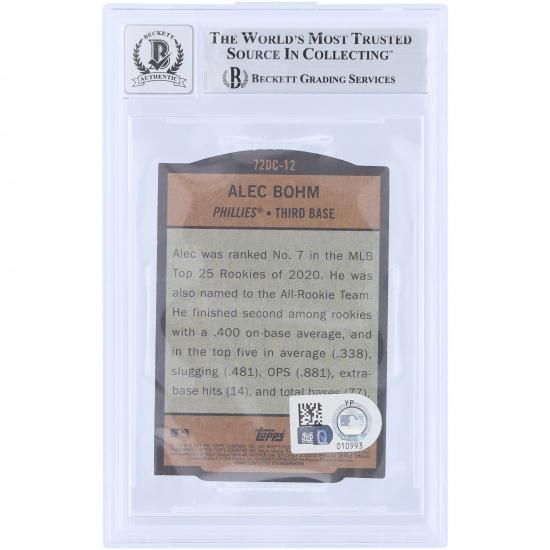 BECKETT
AUTHENTIC
THE WORLD'S MOST TRUSTED
SOURCE IN COLLECTING™
BECKETT GRADING SERVICES
72DC-12
ALEC BOHM
PHILLIES® • THIRD BASE
Alec was ranked No. 7 in the MLB
Top 25 Rookies of 2020. He was
also named to the All-Rookie Team.
He finished second among rookies
with a .400 on-base average, and
in the top five in average (.338),
slugging (.481), OPS (.881), extra-
base hits (14), and total bases (77).
topps
YP
010993